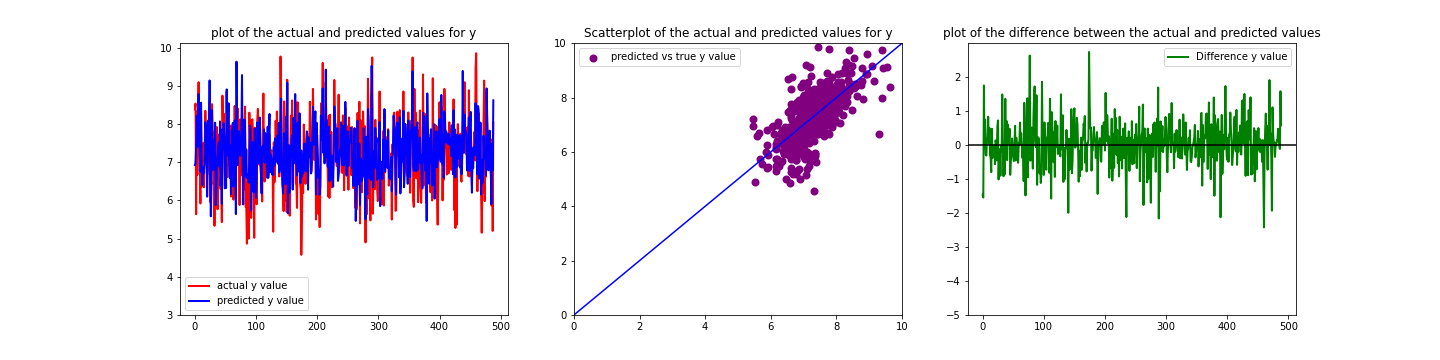 plot of the actual and predicted values for y
10
9
8
7
6
5
4
3
actual y value
predicted y value
0 100 200 300 400 500
Scatterplot of the actual and predicted values for y
predicted vs true y value
10
8
6
4
2
0
0 2 4 6 8 10
plot of the difference between the actual and predicted values
Difference y value
2
1
0
−1
−2
−3
−4
−5
0 100 200 300 400 500